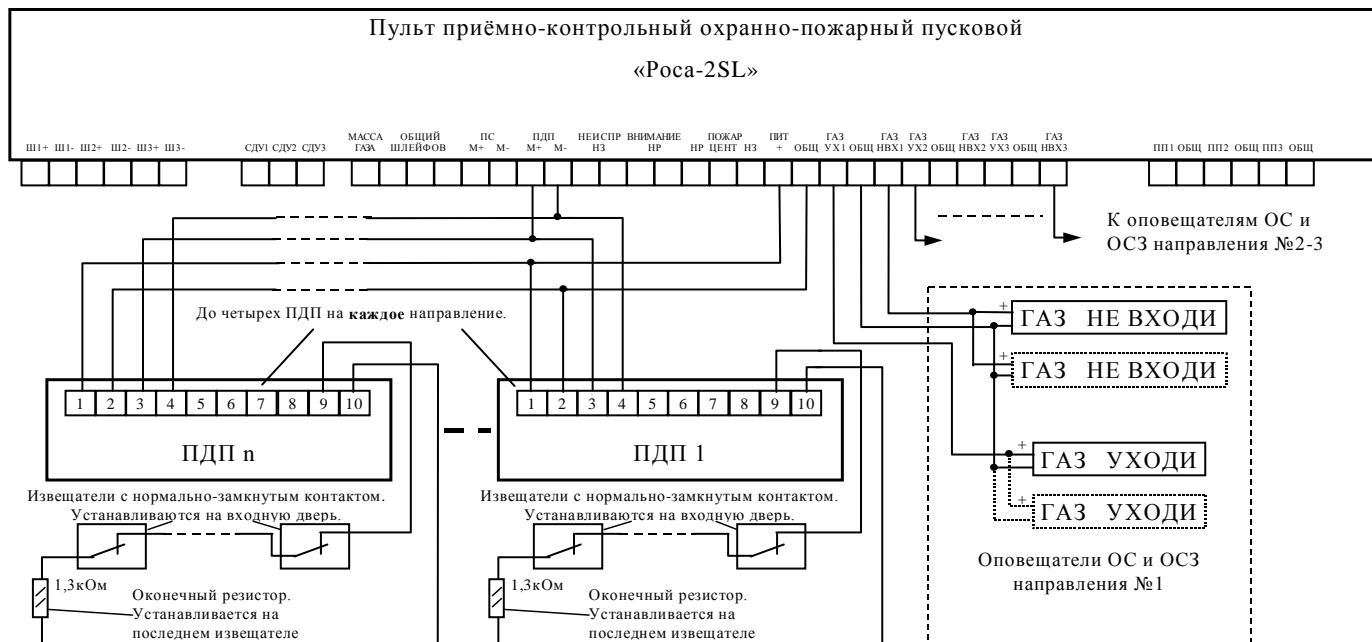 Пульт приёмно-контрольный охранно-пожарный пусковой
«Роса-2SL»
Ш1+ Ш1- Ш2+ Ш2- Ш3+ Ш3-
СДУ1 СДУ2 СДУ3
МАССА ГАЗА
ОБЩИЙ ШЛЕЙФОВ
ПС М+ М-
ПДП М+ М-
НЕИСПР НЗ
ВНИМАНИЕ НР
ПОЖАР НР ЦЕНТ НЗ
ПИТ +
ОБЩ
ГАЗ УХ1
ОБЩ
ГАЗ НВХ1
ГАЗ УХ2
ОБЩ
ГАЗ НВХ2
ГАЗ УХ3
ОБЩ
ГАЗ НВХ3
ПП1 ОБЩ ПП2 ОБЩ ПП3 ОБЩ
К оповещателям ОС и
ОСЗ направления №2-3
До четырех ПДП на каждое направление.
+
ГАЗ НЕ ВХОДИ
+
ГАЗ НЕ ВХОДИ
+
ГАЗ УХОДИ
+
ГАЗ УХОДИ
Оповещатели ОС и ОСЗ
направления №1
1 2 3 4 5 6 7 8 9 10
ПДП n
1 2 3 4 5 6 7 8 9 10
ПДП 1
Извещатели с нормально-замкнутым контактом.
Устанавливаются на входную дверь.
1,3кОм
Оконечный резистор.
Устанавливается на
последнем извещателе
Извещатели с нормально-замкнутым контактом.
Устанавливаются на входную дверь.
1,3кОм
Оконечный резистор.
Устанавливается на
последнем извещателе